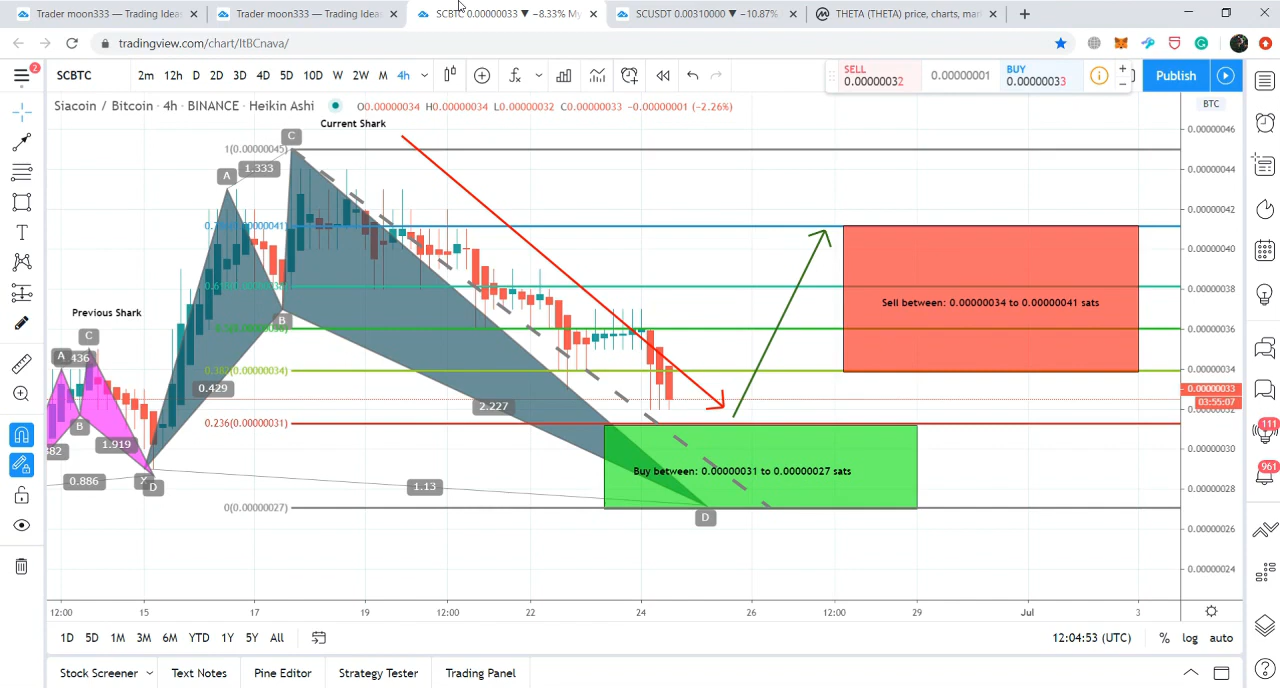 Trader moon333 — Trading Ideas
Trader moon333 — Trading Ideas
SCBTC 0.00000033 ▼ −8.33% My
SCUSDT 0.00310000 ▼ −10.87%
THETA (THETA) price, charts, mar
tradingview.com/chart/ItBCnava/
2
SCBTC
2m 12h D 2D 3D 4D 5D 10D W 2W M 4h
SELL
0.00000032
0.00000001
BUY
0.00000033
Publish
Siacoin / Bitcoin · 4h · BINANCE · Heikin Ashi
O0.00000034 H0.00000034 L0.00000032 C0.00000033 −0.00000001 (−2.26%)
BTC
Current Shark
0.00000046
C
1(0.00000045)
1.333
0.00000044
A
0.00000042
0.00000040
0.00000038
Sell between: 0.00000034 to 0.00000041 sats
Previous Shark
B
0.00000036
C
A
436
0.382(0.00000034)
0.00000034
0.429
0.00000033
03:55:07
2.227
0.00000032
0.236(0.00000031)
B
1.919
382
0.00000030
Buy between: 0.00000031 to 0.00000027 sats
0.886
X
D
1.13
0.00000028
0(0.00000027)
D
0.00000026
0.00000024
111
961
12:00 15 17 19 12:00 22 24 26 12:00 29 Jul 3
1D 5D 1M 3M 6M YTD 1Y 5Y All
12:04:53 (UTC) % log auto
Stock Screener Text Notes Pine Editor Strategy Tester Trading Panel